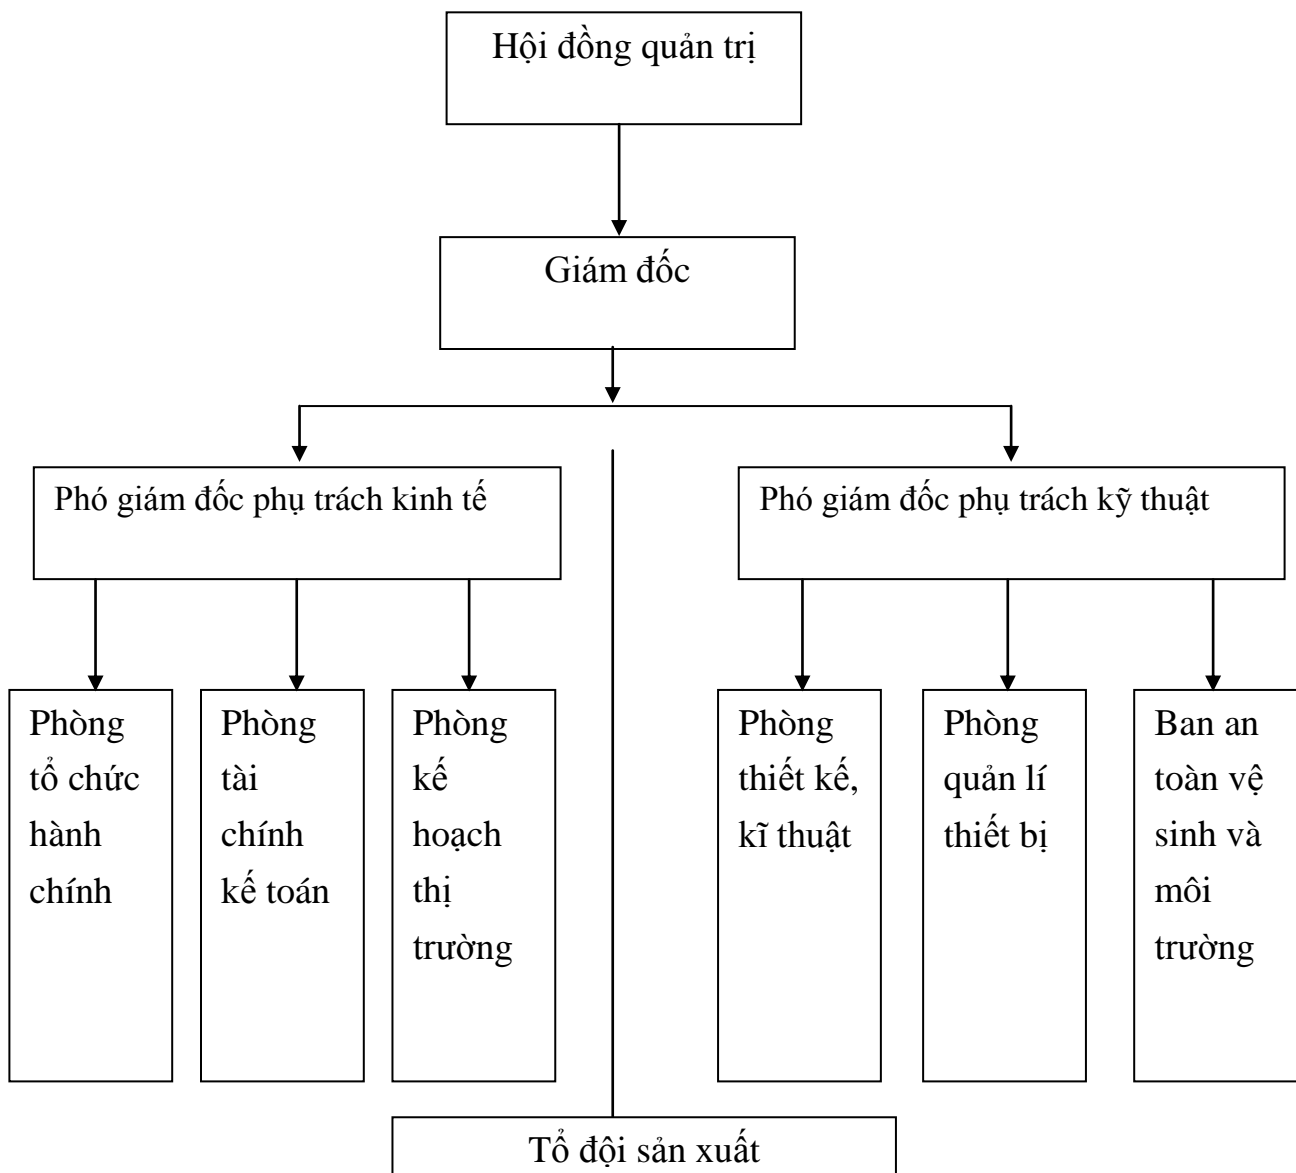 Hội đồng quản trị
Giám đốc
Phó giám đốc phụ trách kinh tế
Phó giám đốc phụ trách kỹ thuật
Phòng
tổ chức
hành
chính
Phòng
tài
chính
kế toán
Phòng
kế
hoạch
thị
trường
Phòng
thiết kế,
kĩ thuật
Phòng
quản lí
thiết bị
Ban an
toàn vệ
sinh và
môi
trường
Tổ đội sản xuất